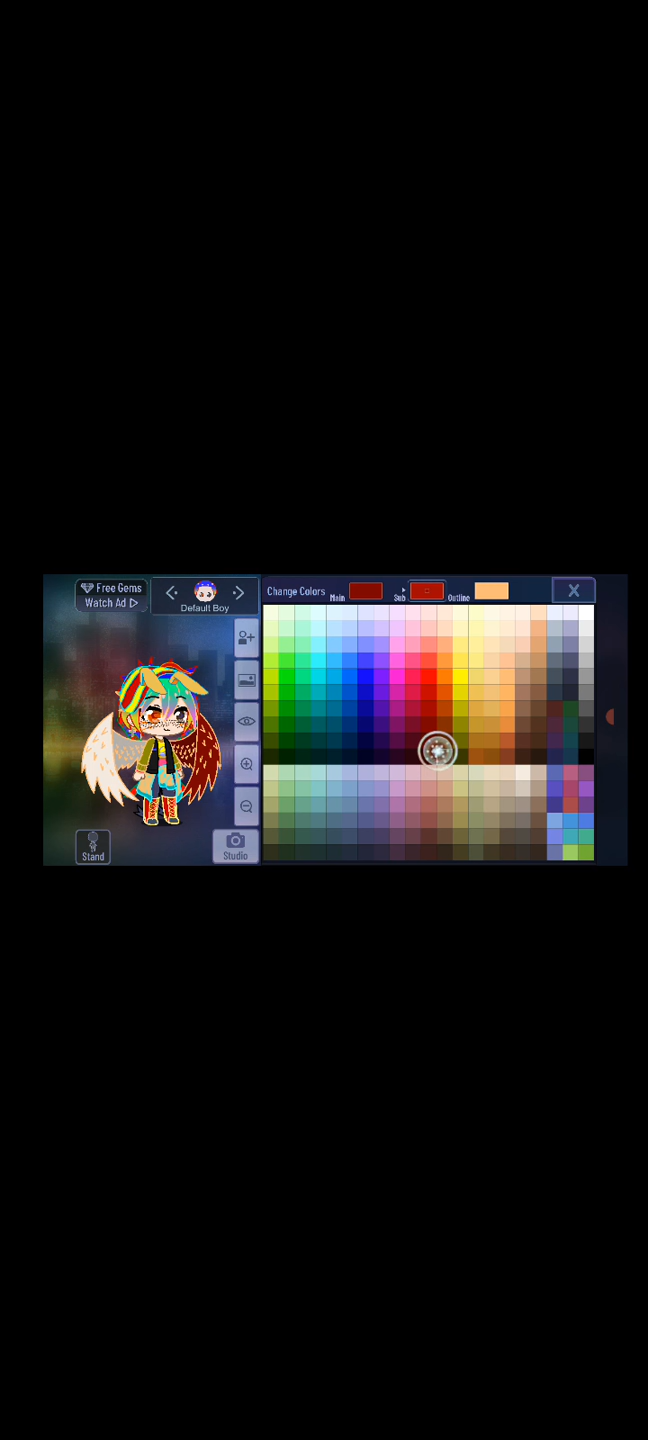 Free Gems
Watch Ad
Default Boy
Change Colors
Main
Sub
Outline
X
Stand
Studio